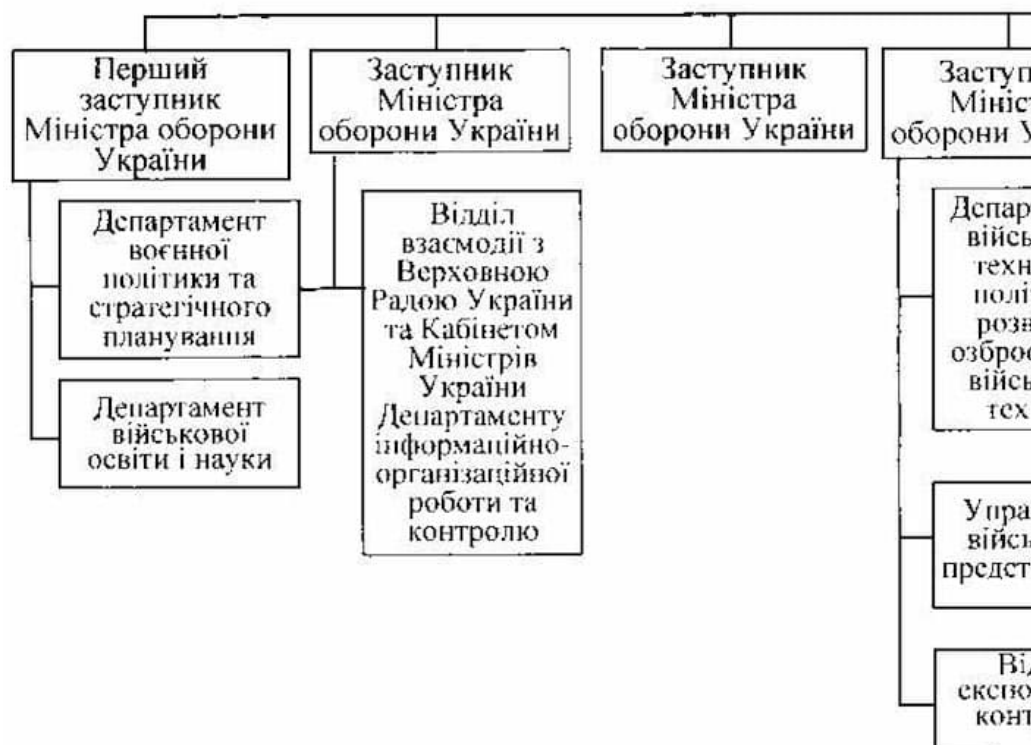 Перший
заступник
Міністра оборони
України
Заступник
Міністра
оборони України
Заступник
Міністра
оборони України
оборони
Департамент
воєнної
політики та
стратегічного
планування
Департамент
військової
освіти і науки
Відділ
взаємодії з
Верховною
Радою України
та Кабінетом
Міністрів
України
Департаменту
інформаційно-
організаційної
роботи та
контролю